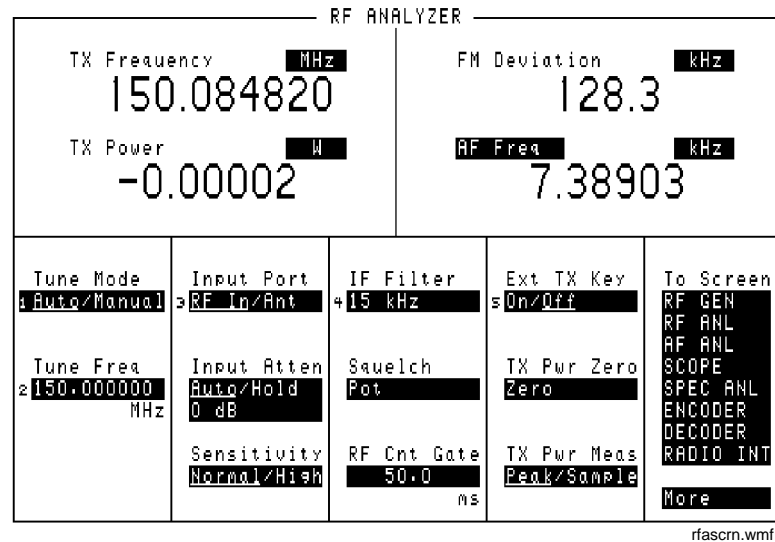 RF ANALYZER
TX Frequency MHz
150.084820
TX Power W
-0.00002
FM Deviation kHz
128.3
AF Freq kHz
7.38903
Tune Mode
1 Auto/Manual
Tune Freq
2 150.000000
MHz
Input Port
3 RF In/Ant
Input Atten
Auto/Hold
0 dB
Sensitivity
Normal/High
IF Filter
4 15 kHz
Squelch
Pot
RF Cnt Gate
50.0
ms
Ext TX Key
5 On/Off
TX Pwr Zero
Zero
TX Pwr Meas
Peak/Sample
To Screen
RF GEN
RF ANL
AF ANL
SCOPE
SPEC ANL
ENCODER
DECODER
RADIO INT
More
rfascrn.wmf